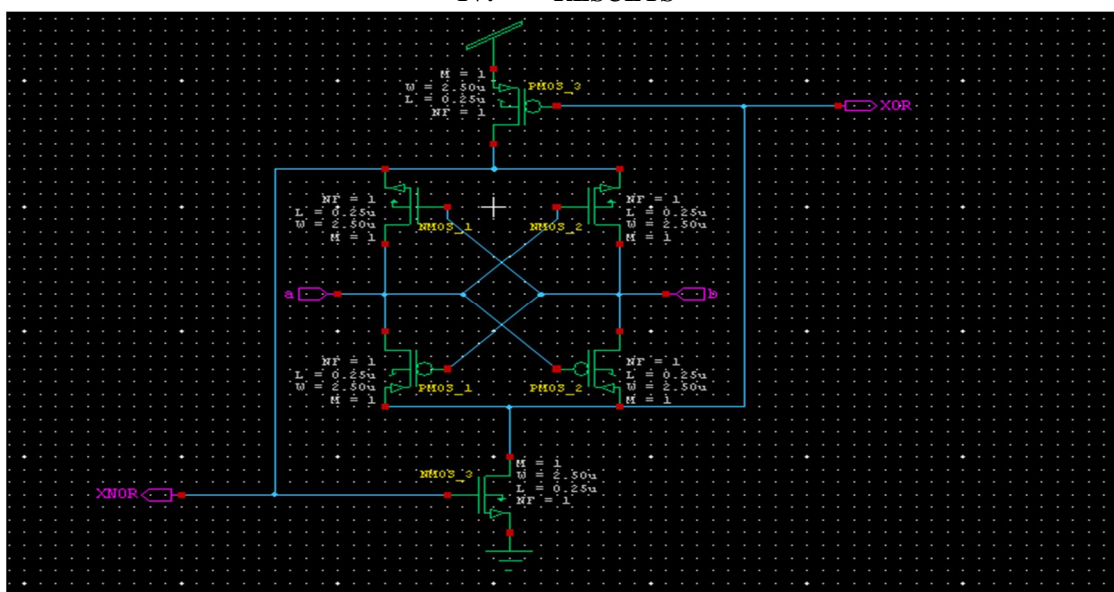 IV. RESULTS
M = 1
W = 2.50u
L = 0.25u
NF = 1
PMOS_3
XOR
NF = 1
L = 0.25u
W = 2.50u
M = 1
NMOS_1
NMOS_2
NF = 1
L = 0.25u
W = 2.50u
M = 1
a
b
NF = 1
L = 0.25u
W = 2.50u
M = 1
PMOS_1
PMOS_2
NF = 1
L = 0.25u
W = 2.50u
M = 1
NMOS_3
M = 1
W = 2.50u
L = 0.25u
NF = 1
XNOR